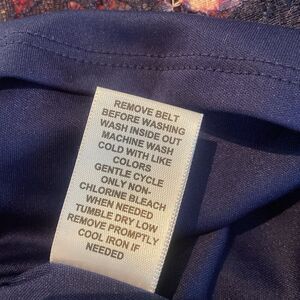 REMOVE BELT
BEFORE WASHING
WASH INSIDE OUT
MACHINE WASH
COLD WITH LIKE
COLORS
GENTLE CYCLE
ONLY NON-
CHLORINE BLEACH
WHEN NEEDED
TUMBLE DRY LOW
REMOVE PROMPTLY
COOL IRON IF
NEEDED